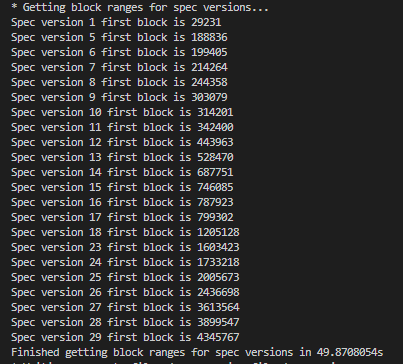 * Getting block ranges for spec versions...
Spec version 1 first block is 29231
Spec version 5 first block is 188836
Spec version 6 first block is 199405
Spec version 7 first block is 214264
Spec version 8 first block is 244358
Spec version 9 first block is 303079
Spec version 10 first block is 314201
Spec version 11 first block is 342400
Spec version 12 first block is 443963
Spec version 13 first block is 528470
Spec version 14 first block is 687751
Spec version 15 first block is 746085
Spec version 16 first block is 787923
Spec version 17 first block is 799302
Spec version 18 first block is 1205128
Spec version 23 first block is 1603423
Spec version 24 first block is 1733218
Spec version 25 first block is 2005673
Spec version 26 first block is 2436698
Spec version 27 first block is 3613564
Spec version 28 first block is 3899547
Spec version 29 first block is 4345767
Finished getting block ranges for spec versions in 49.8708054s